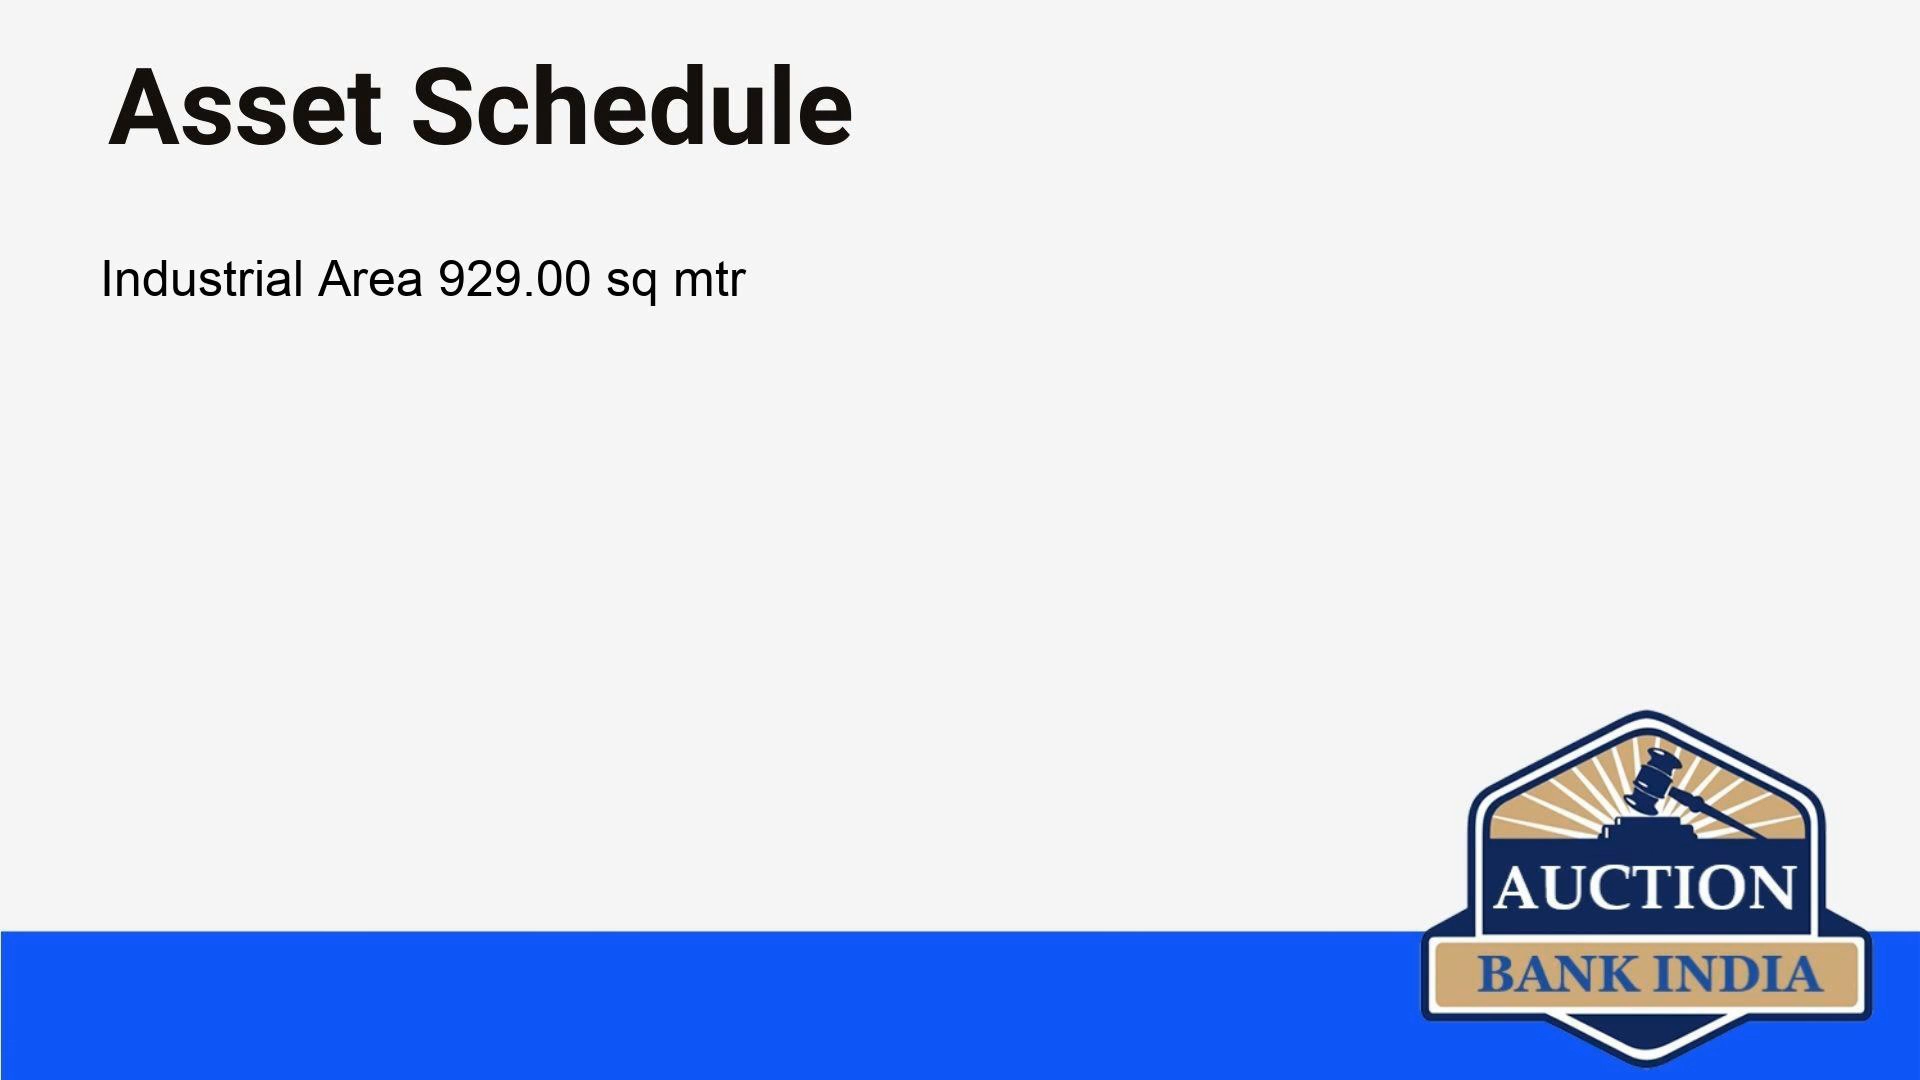 Asset Schedule
Industrial Area 929.00 sq mtr
AUCTION
BANK INDIA